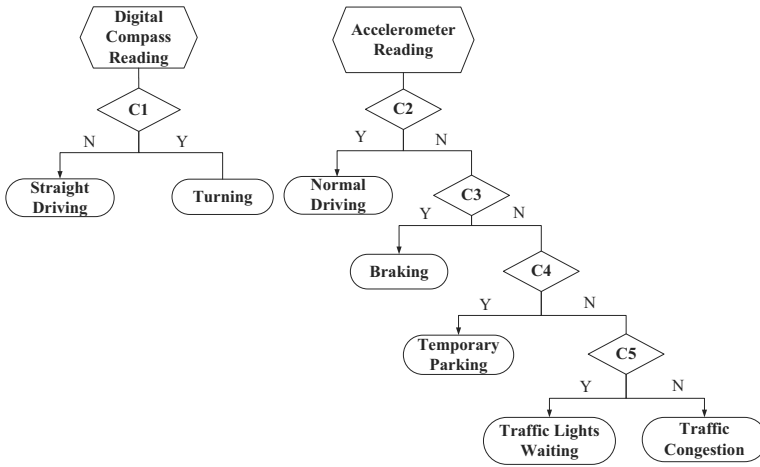 Digital
Compass
Reading
Accelerometer
Reading
C1
C2
N
Y
Y
N
Straight
Driving
Turning
Normal
Driving
C3
Y
N
Braking
C4
Y
N
Temporary
Parking
C5
Y
N
Traffic Lights
Waiting
Traffic
Congestion